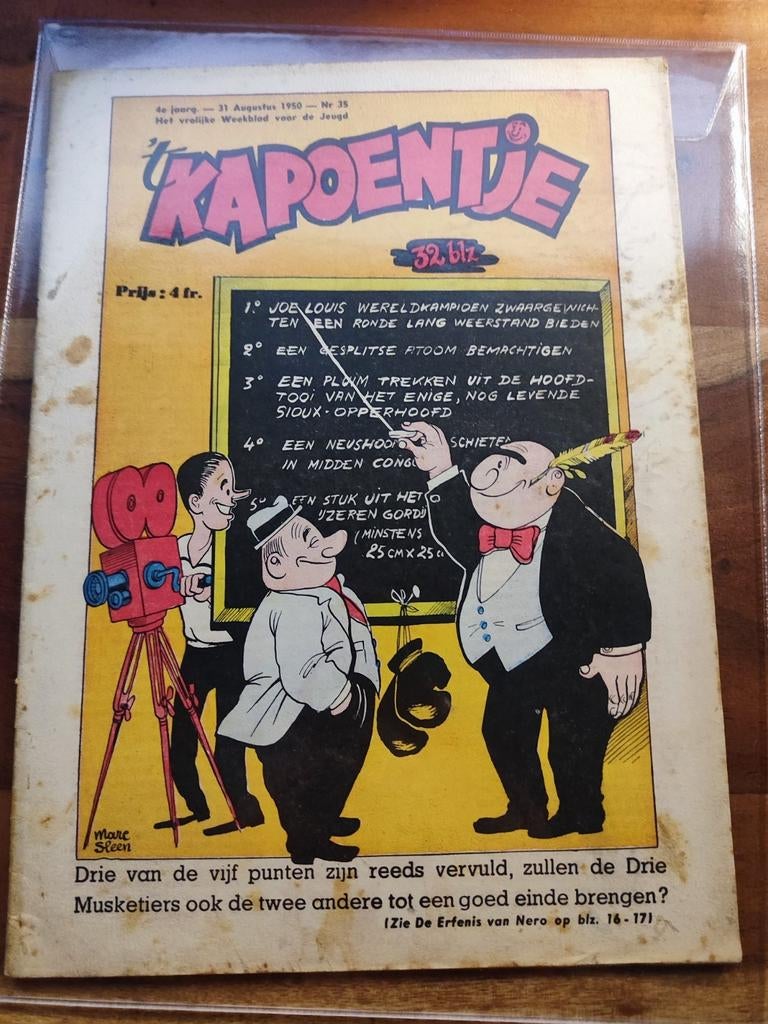 4e jaarg. — 31 Augustus 1950 — Nr 35
Het vrolijke Weekblad voor de Jeugd
't KAPOENTJE
32 blz
Prijs : 4 fr.
1.° JOE LOUIS WERELDKAMPIOEN ZWAARGEWICH-
TEN EEN RONDE LANG WEERSTAND BIEDEN
2° EEN GESPLITSE ATOOM BEMACHTIGEN
3° EEN PLUIM TREKKEN UIT DE HOOFD-
TOOI VAN HET ENIGE, NOG LEVENDE
SIOUX-OPPERHOOFD
4° EEN NEUSHOO SCHIETE
IN MIDDEN CONG
5° EEN STUK UIT HET
IJZEREN GORDIJ
(MINSTENS
25 CM X 25 C
Marc
Sleen
Drie van de vijf punten zijn reeds vervuld, zullen de Drie
Musketiers ook de twee andere tot een goed einde brengen?
(Zie De Erfenis van Nero op blz. 16-17)